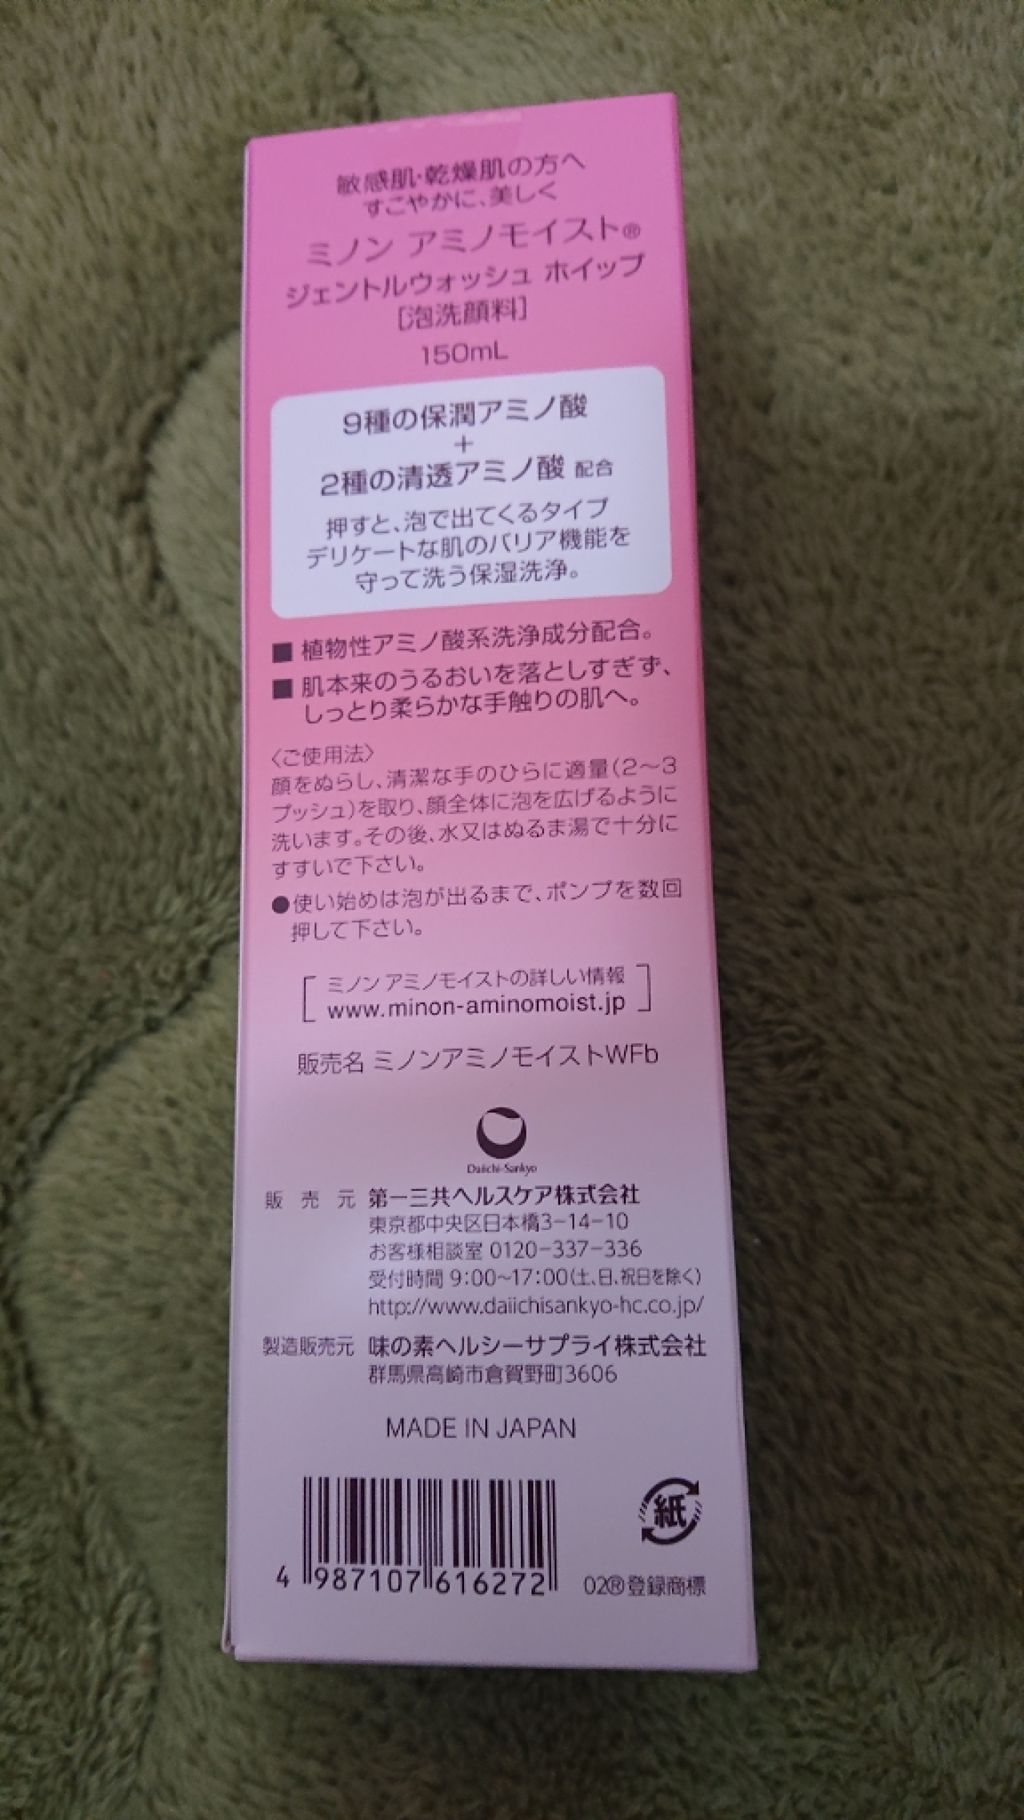 敏感肌・乾燥肌の方へ
すこやかに、美しく
ミノン アミノモイスト®
ジェントルウォッシュ ホイップ
[泡洗顔料]
150mL
9種の保潤アミノ酸
+
2種の清透アミノ酸 配合
押すと、泡で出てくるタイプ
デリケートな肌のバリア機能を
守って洗う保湿洗浄。
■ 植物性アミノ酸系洗浄成分配合。
■ 肌本来のうるおいを落としすぎず、
しっとり柔らかな手触りの肌へ。
〈ご使用法〉
顔をぬらし、清潔な手のひらに適量(2〜3
プッシュ)を取り、顔全体に泡を広げるように
洗います。その後、水又はぬるま湯で十分に
すすいで下さい。
●使い始めは泡が出るまで、ポンプを数回
押して下さい。
ミノン アミノモイストの詳しい情報
www.minon-aminomoist.jp
販売名 ミノンアミノモイストWFb
Daiichi-Sankyo
販売元 第一三共ヘルスケア株式会社
東京都中央区日本橋3-14-10
お客様相談室 0120-337-336
受付時間 9:00〜17:00(土、日、祝日を除く)
http://www.daiichisankyo-hc.co.jp/
製造販売元 味の素ヘルシーサプライ株式会社
群馬県高崎市倉賀野町3606
MADE IN JAPAN
紙
4 987107 616272
02®登録商標